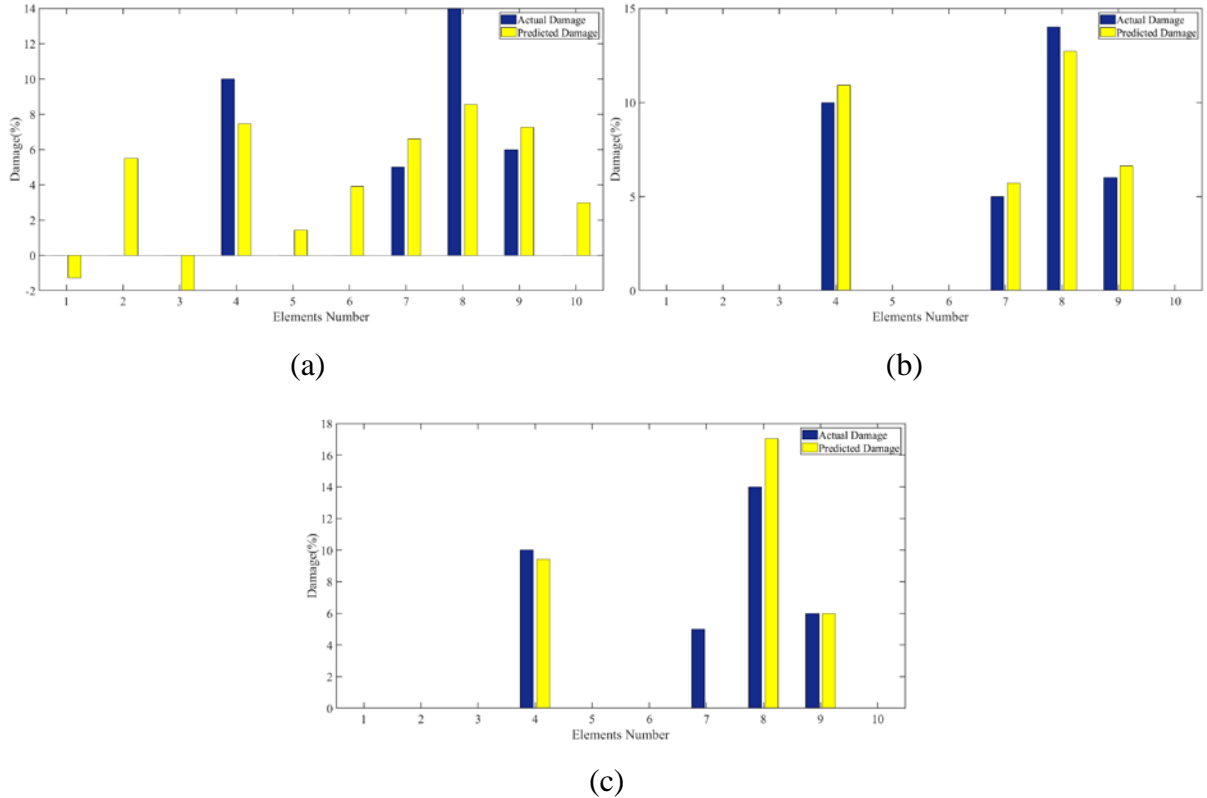 14
12
10
8
6
4
2
0
-2
Damage(%)
Actual Damage
Predicted Damage
1 2 3 4 5 6 7 8 9 10
Elements Number
(a)
15
10
5
0
Damage(%)
Actual Damage
Predicted Damage
1 2 3 4 5 6 7 8 9 10
Elements Number
(b)
18
16
14
12
10
8
6
4
2
0
Damage(%)
Actual Damage
Predicted Damage
1 2 3 4 5 6 7 8 9 10
Elements Number
(c)